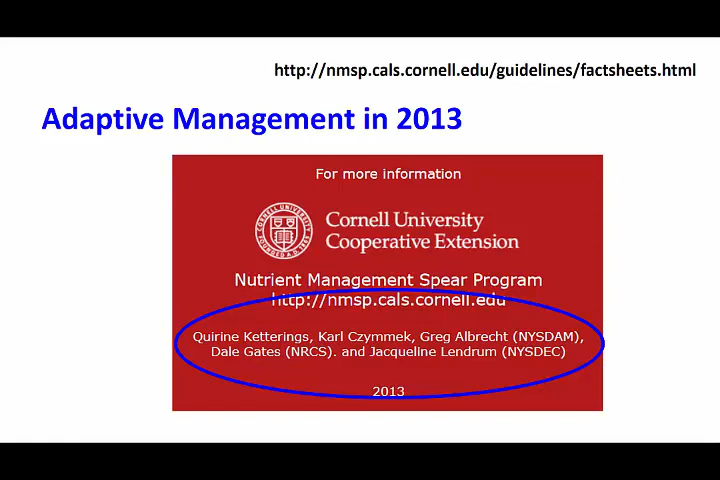 http://nmsp.cals.cornell.edu/guidelines/factsheets.html
Adaptive Management in 2013
For more information
Cornell University
Cooperative Extension
Nutrient Management Spear Program
http://nmsp.cals.cornell.edu
Quirine Ketterings, Karl Czymmek, Greg Albrecht (NYSDAM),
Dale Gates (NRCS). and Jacqueline Lendrum (NYSDEC)
2013